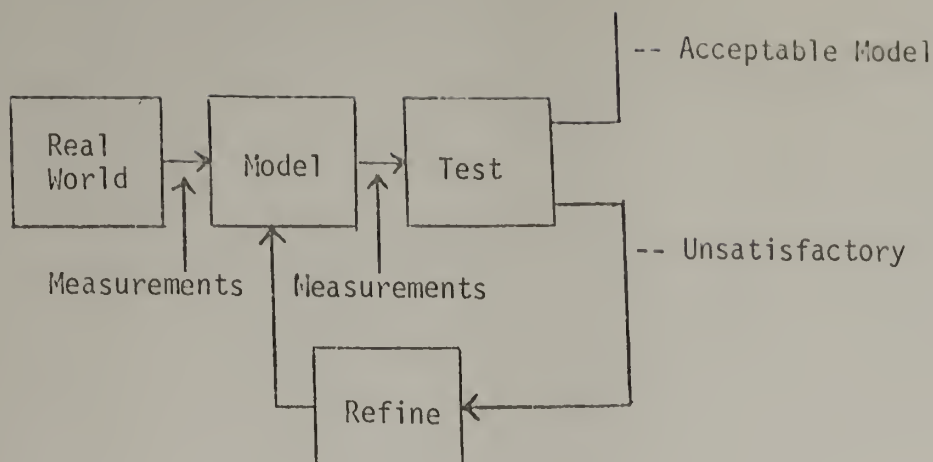 -- Acceptable Model
Real
World
Model
Test
-- Unsatisfactory
Measurements
Measurements
Refine